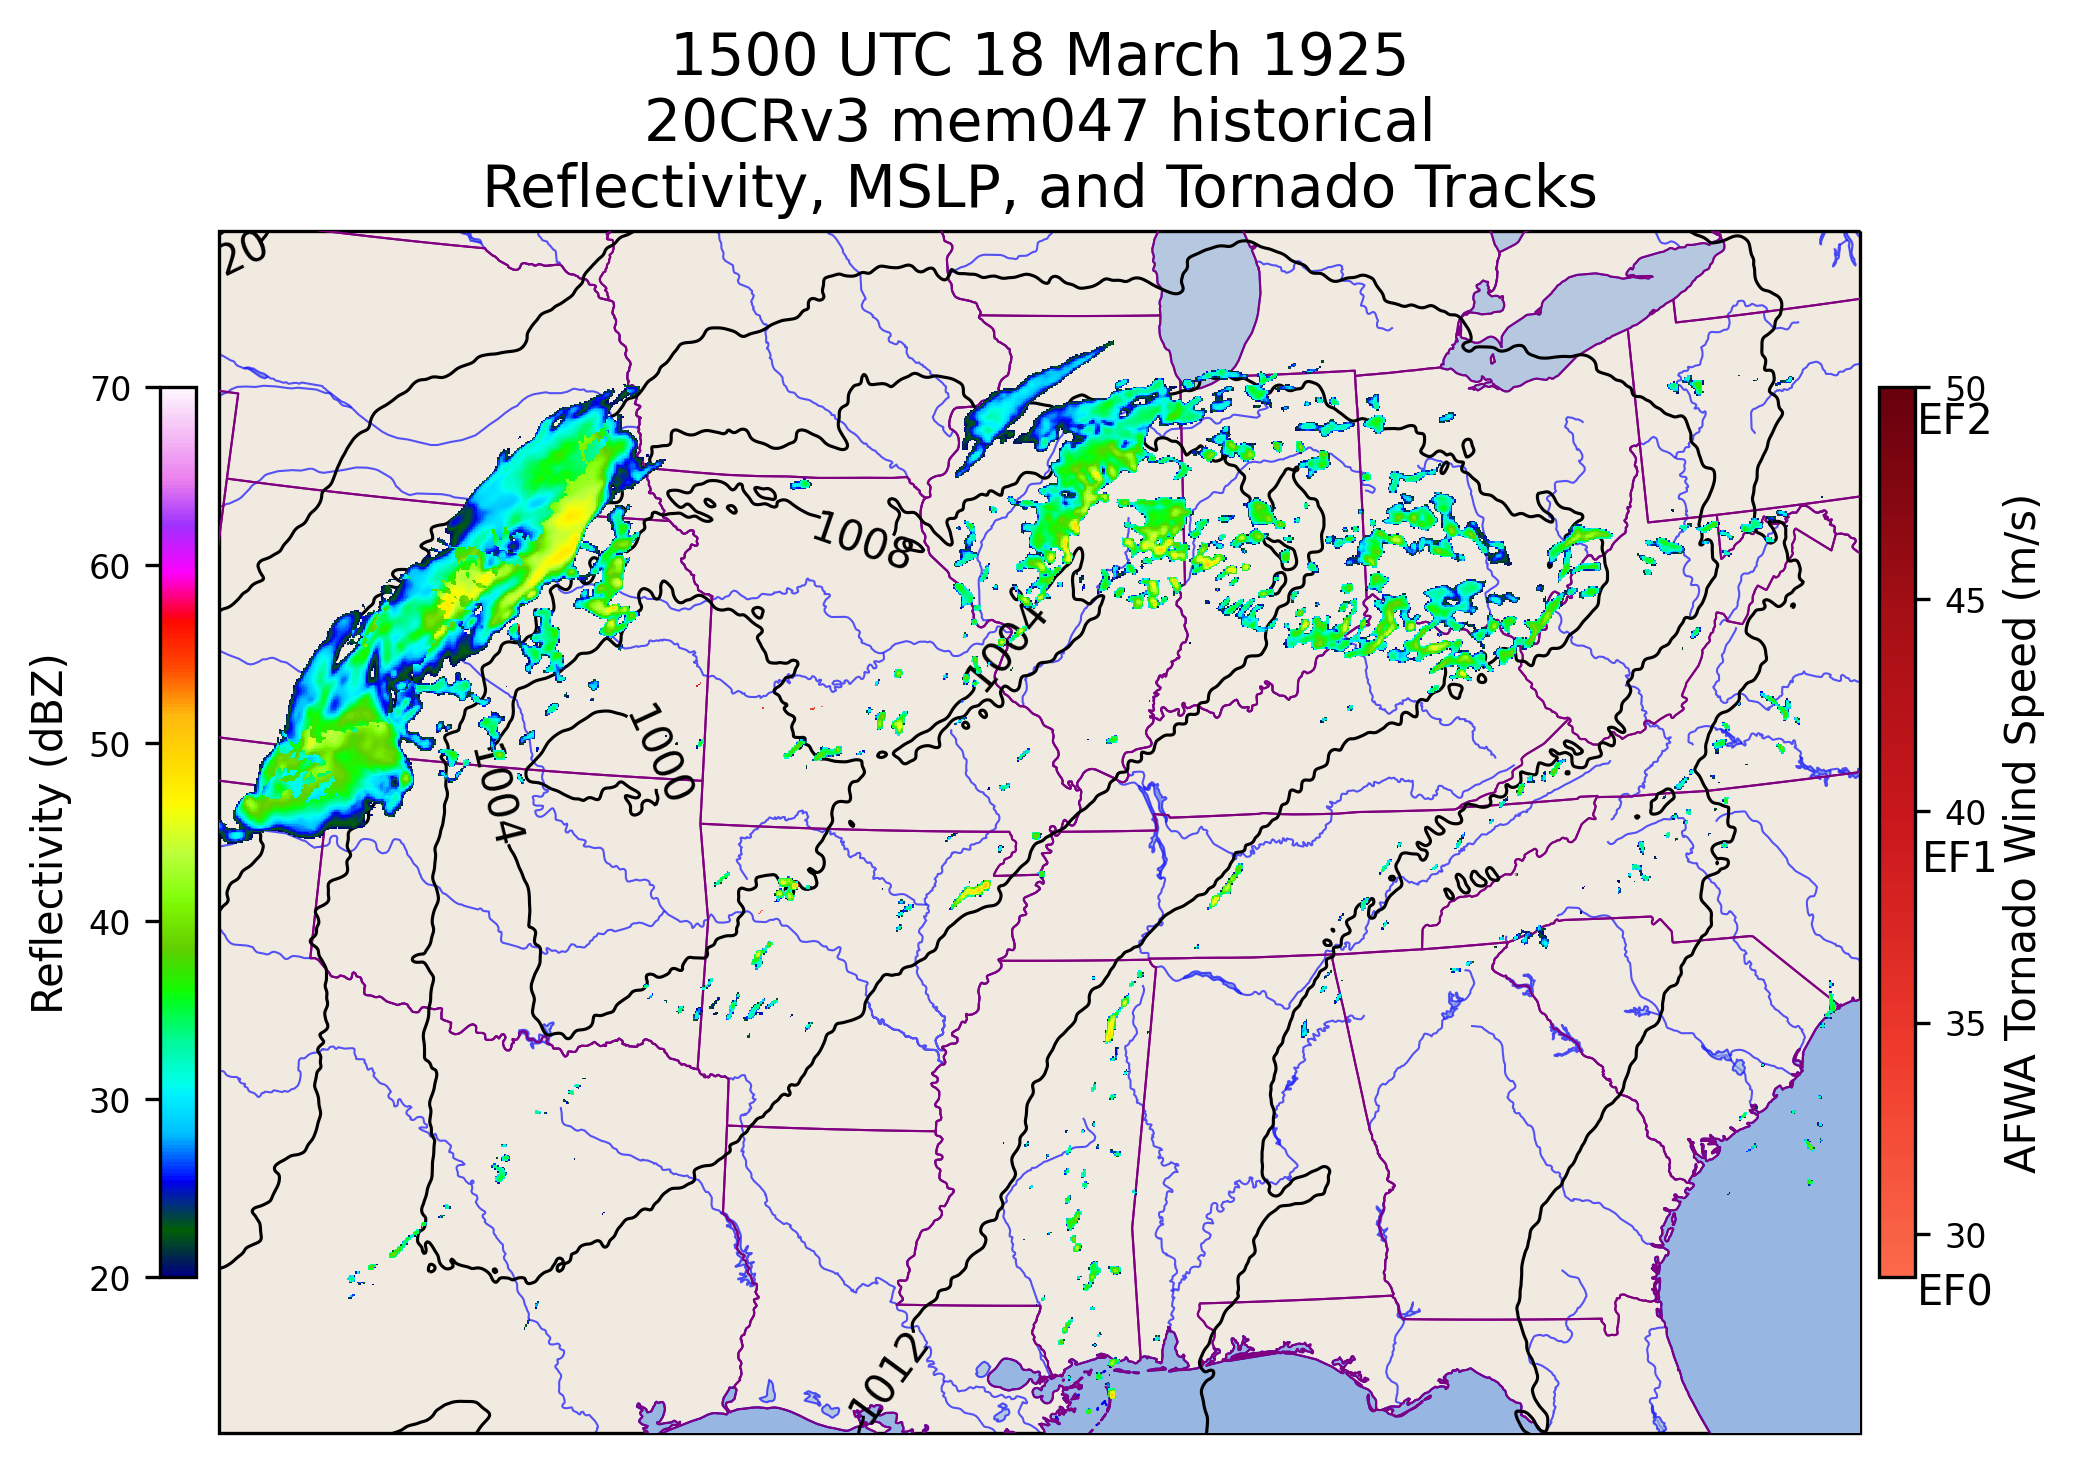 1500 UTC 18 March 1925
20CRv3 mem047 historical
Reflectivity, MSLP, and Tornado Tracks
20
1008
1004
1000
1004
1012
Reflectivity (dBZ)
70
60
50
40
30
20
50
EF2
45
40
EF1
35
30
EF0
AFWA Tornado Wind Speed (m/s)